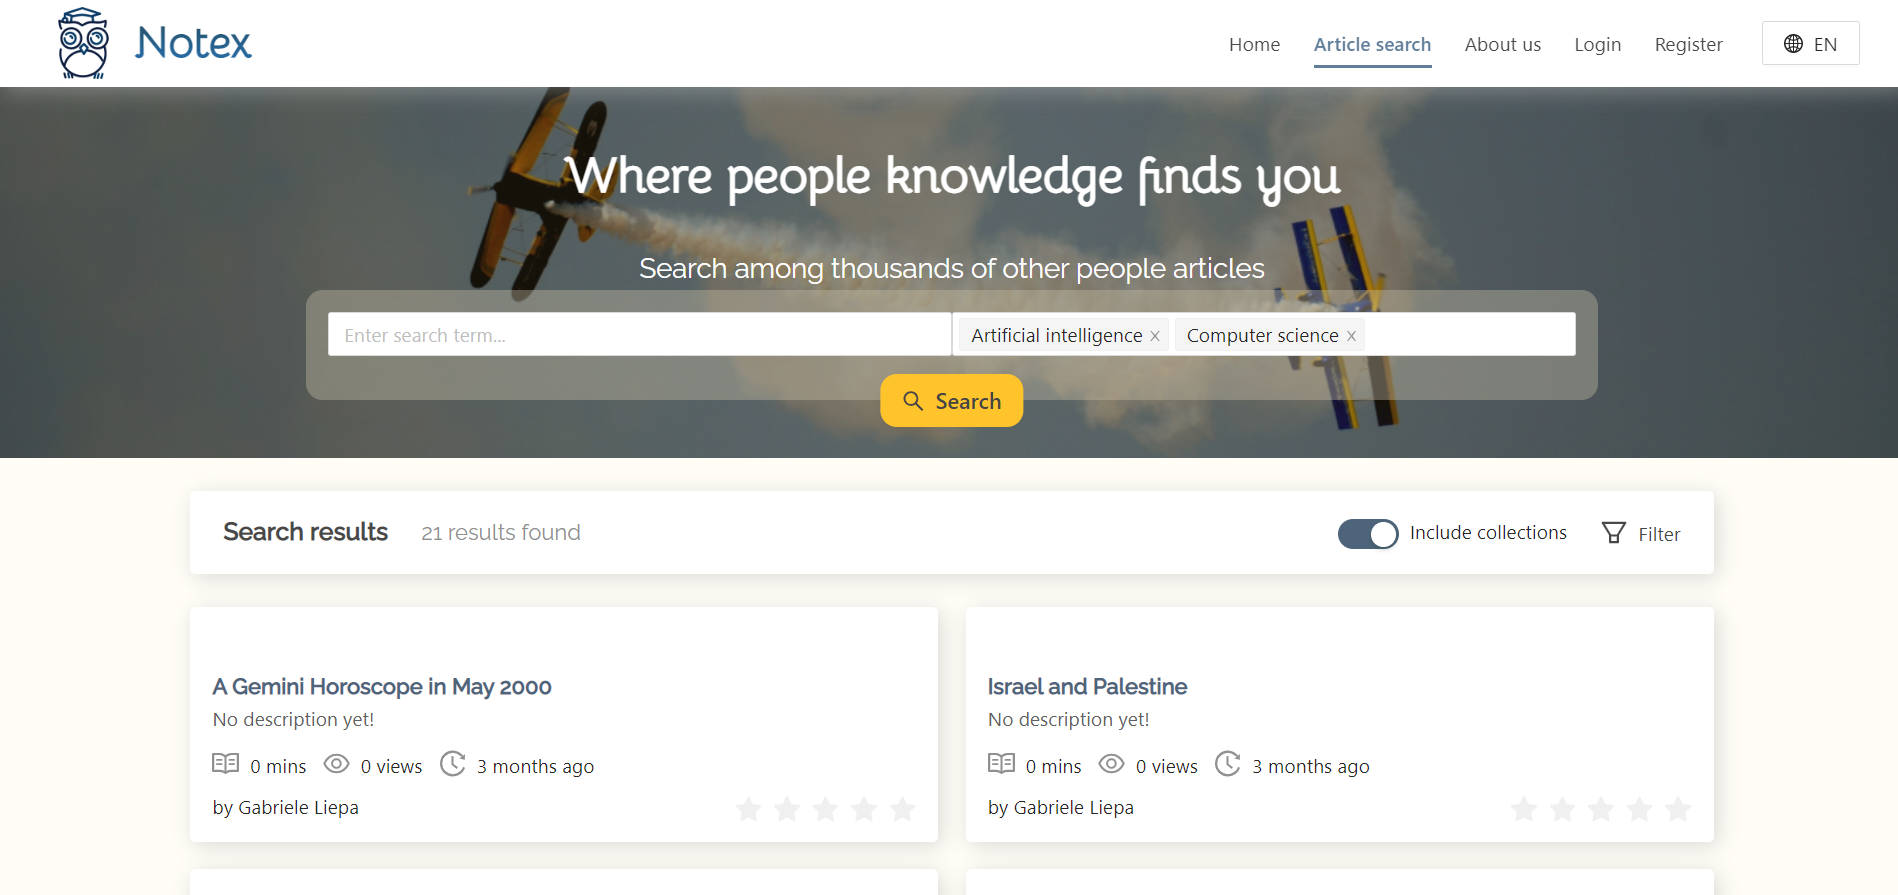 Notex
Home Article search About us Login Register EN
Where people knowledge finds you
Search among thousands of other people articles
Enter search term... Artificial intelligence x Computer science x
Search
Search results 21 results found Include collections Filter
A Gemini Horoscope in May 2000
No description yet!
0 mins 0 views 3 months ago
by Gabriele Liepa
Israel and Palestine
No description yet!
0 mins 0 views 3 months ago
by Gabriele Liepa